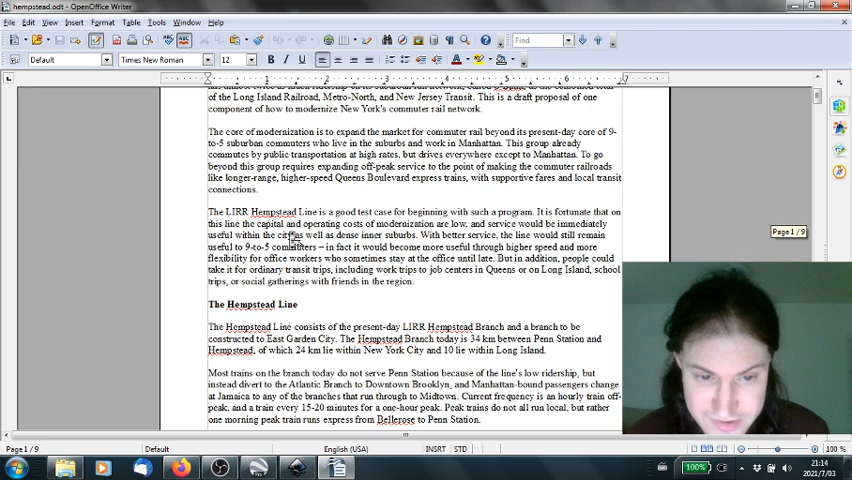 hempstead.odt - OpenOffice Writer
File Edit View Insert Format Table Tools Window Help
Find
Default Times New Roman 12 B I U
1 1 2 3 4 5 6 7
of the Long Island Railroad, Metro-North, and New Jersey Transit. This is a draft proposal of one
component of how to modernize New York's commuter rail network.
The core of modernization is to expand the market for commuter rail beyond its present-day core of 9-
to-5 suburban commuters who live in the suburbs and work in Manhattan. This group already
commutes by public transportation at high rates, but drives everywhere except to Manhattan. To go
beyond this group requires expanding off-peak service to the point of making the commuter railroads
like longer-range, higher-speed Queens Boulevard express trains, with supportive fares and local transit
connections.
The LIRR Hempstead Line is a good test case for beginning with such a program. It is fortunate that on
this line the capital and operating costs of modernization are low, and service would be immediately
useful within the city as well as dense inner suburbs. With better service, the line would still remain
useful to 9-to-5 commuters – in fact it would become more useful through higher speed and more
flexibility for office workers who sometimes stay at the office until late. But in addition, people could
take it for ordinary transit trips, including work trips to job centers in Queens or on Long Island, school
trips, or social gatherings with friends in the region.
Page 1 / 9
The Hempstead Line
The Hempstead Line consists of the present-day LIRR Hempstead Branch and a branch to be
constructed to East Garden City. The Hempstead Branch today is 34 km between Penn Station and
Hempstead, of which 24 km lie within New York City and 10 lie within Long Island.
Most trains on the branch today do not serve Penn Station because of the line's low ridership, but
instead divert to the Atlantic Branch to Downtown Brooklyn, and Manhattan-bound passengers change
at Jamaica to any of the branches that run through to Midtown. Current frequency is an hourly train off-
peak, and a train every 15-20 minutes for a one-hour peak. Peak trains do not all run local, but rather
one morning peak train runs express from Bellerose to Penn Station.
Page 1 / 9 Default English (USA) INSRT STD 100 %
100% 21:14
2021/7/03